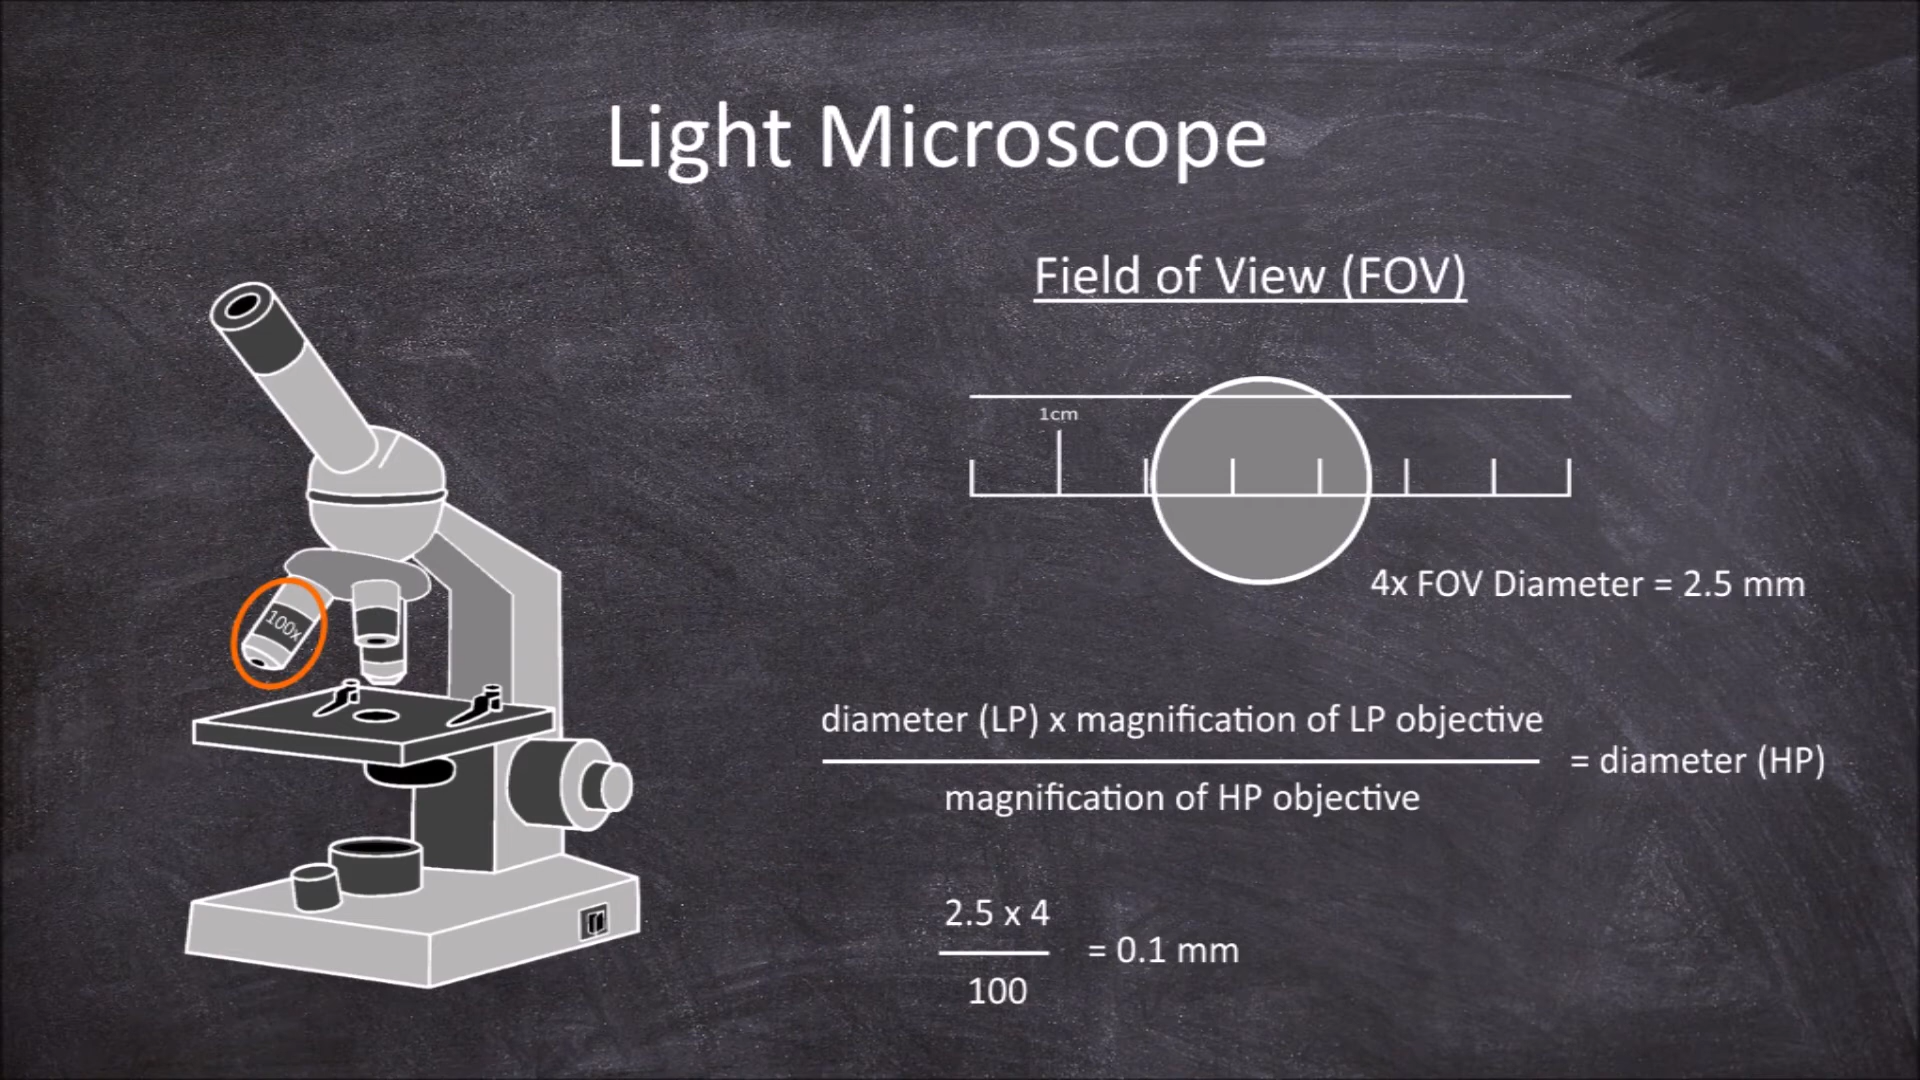 Light Microscope
Field of View (FOV)
1cm
4x FOV Diameter = 2.5 mm
100x
diameter (LP) x magnification of LP objective
= diameter (HP)
magnification of HP objective
2.5 x 4
= 0.1 mm
100